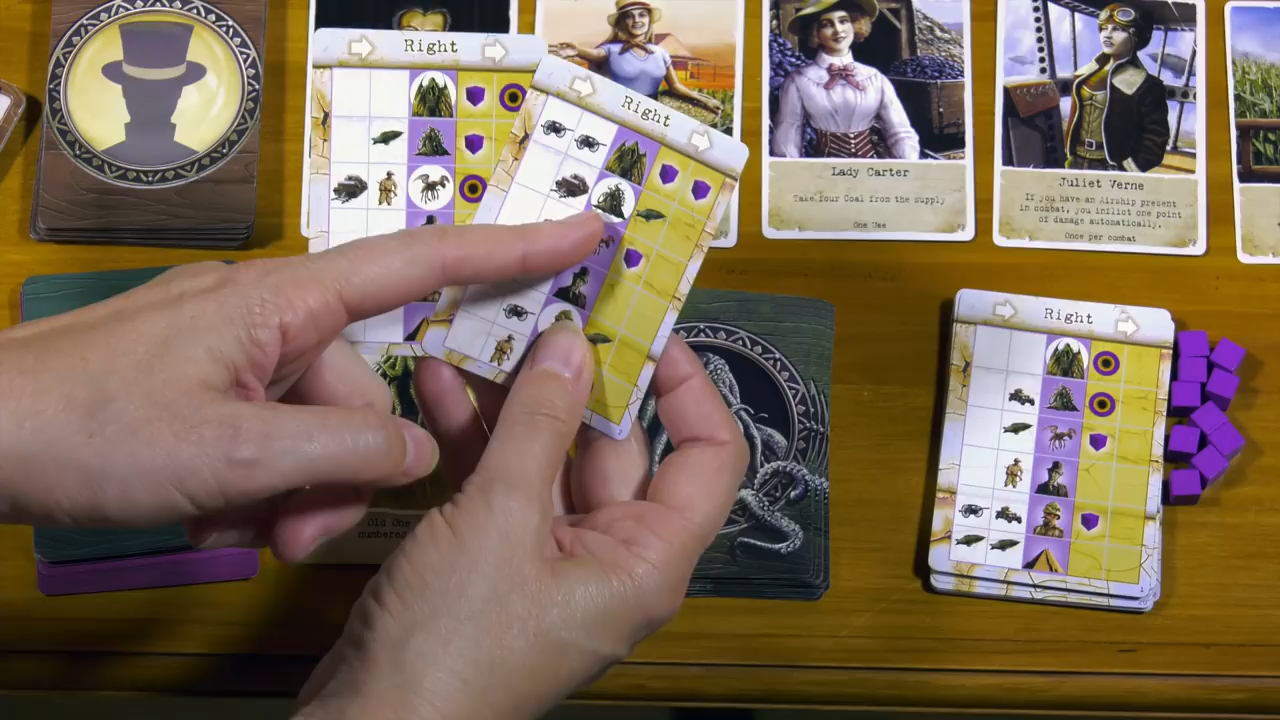 Right
Right
Lady Carter
Take Your Coal from the supply
One Use
Juliet Verne
If you have an Airship present
in combat, you inflict one point
of damage automatically.
Once per combat
Right
Old One